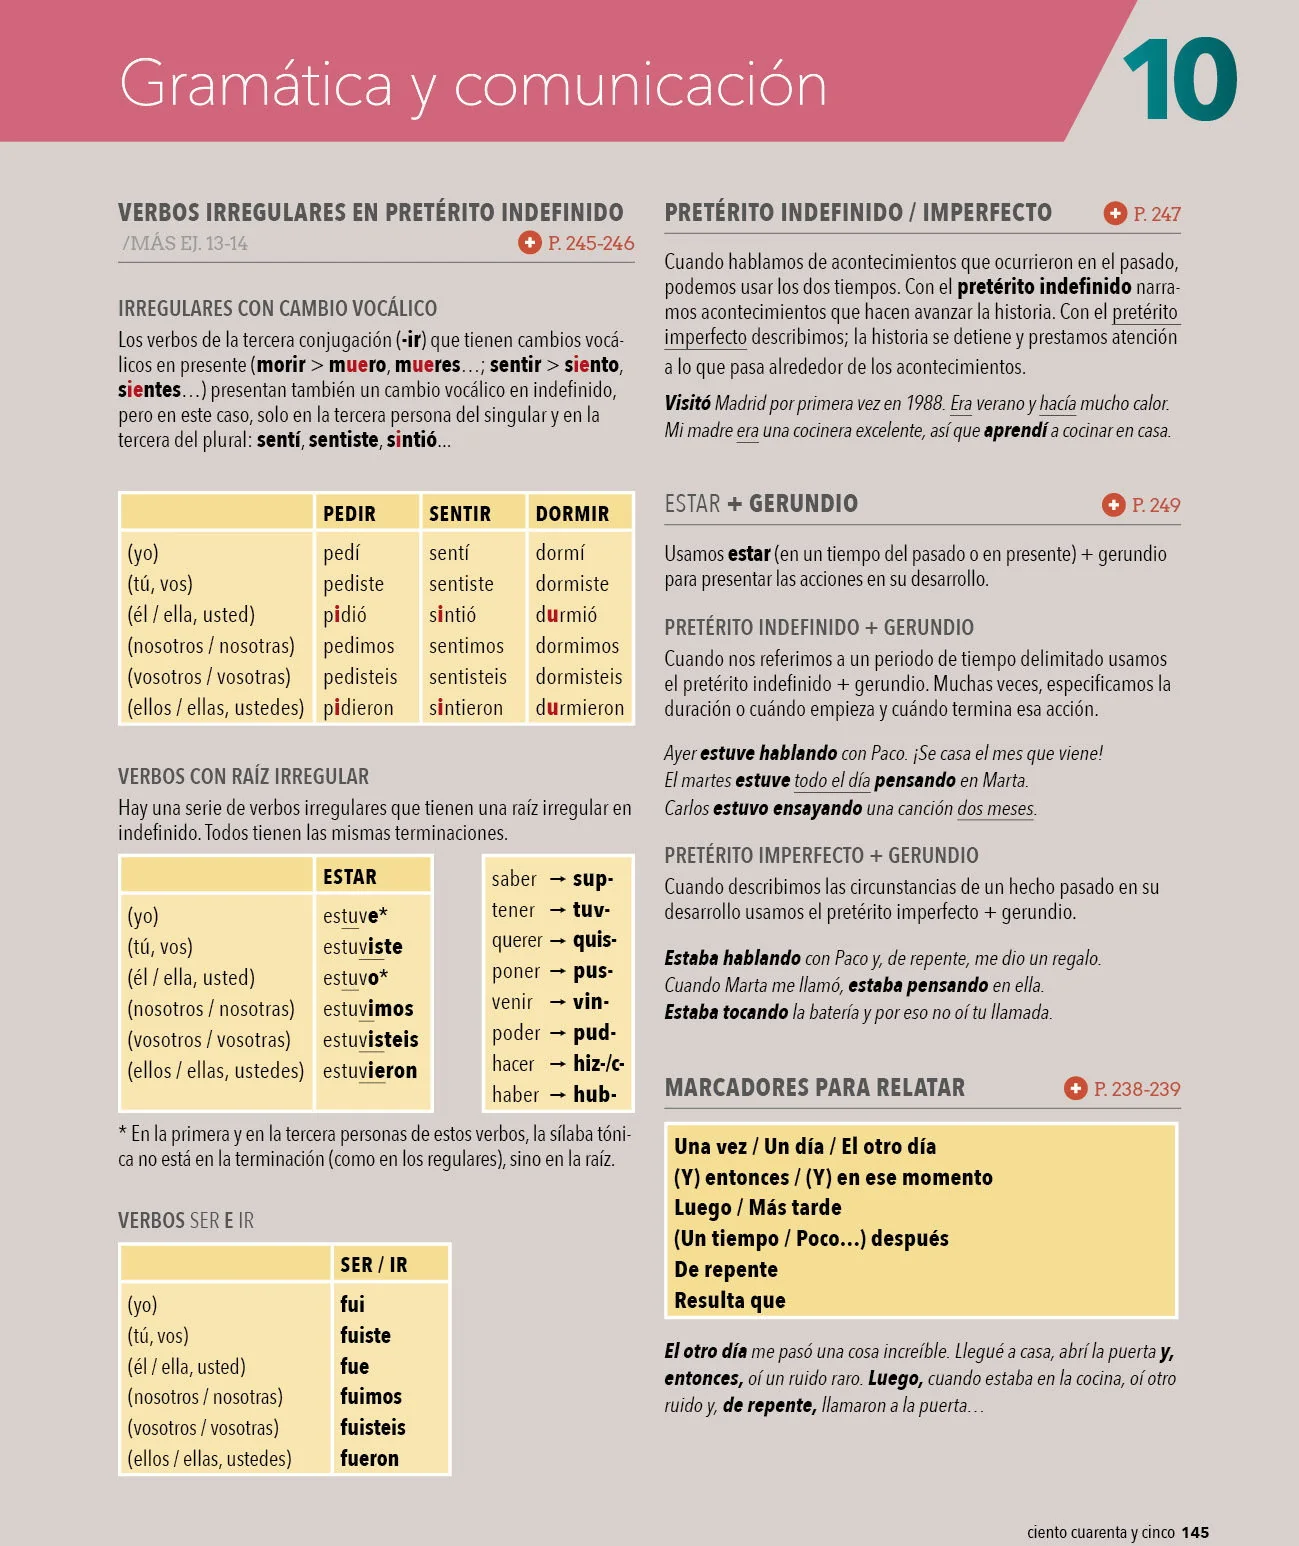 Gramática y comunicación
10
VERBOS IRREGULARES EN PRETÉRITO INDEFINIDO
/MÁS EJ. 13-14
+ P. 245-246
IRREGULARES CON CAMBIO VOCÁLICO
Los verbos de la tercera conjugación (-ir) que tienen cambios vocá-
licos en presente (morir > muero, mueres…; sentir > siento,
sientes…) presentan también un cambio vocálico en indefinido,
pero en este caso, solo en la tercera persona del singular y en la
tercera del plural: sentí, sentiste, sintió...
PEDIR SENTIR DORMIR
(yo) pedí sentí dormí
(tú, vos) pediste sentiste dormiste
(él / ella, usted) pidió sintió durmió
(nosotros / nosotras) pedimos sentimos dormimos
(vosotros / vosotras) pedisteis sentisteis dormisteis
(ellos / ellas, ustedes) pidieron sintieron durmieron
VERBOS CON RAÍZ IRREGULAR
Hay una serie de verbos irregulares que tienen una raíz irregular en
indefinido. Todos tienen las mismas terminaciones.
ESTAR
(yo) estuve*
(tú, vos) estuviste
(él / ella, usted) estuvo*
(nosotros / nosotras) estuvimos
(vosotros / vosotras) estuvisteis
(ellos / ellas, ustedes) estuvieron
saber → sup-
tener → tuv-
querer → quis-
poner → pus-
venir → vin-
poder → pud-
hacer → hiz-/c-
haber → hub-
* En la primera y en la tercera personas de estos verbos, la sílaba tóni-
ca no está en la terminación (como en los regulares), sino en la raíz.
VERBOS SER E IR
SER / IR
(yo) fui
(tú, vos) fuiste
(él / ella, usted) fue
(nosotros / nosotras) fuimos
(vosotros / vosotras) fuisteis
(ellos / ellas, ustedes) fueron
PRETÉRITO INDEFINIDO / IMPERFECTO
+ P. 247
Cuando hablamos de acontecimientos que ocurrieron en el pasado,
podemos usar los dos tiempos. Con el pretérito indefinido narra-
mos acontecimientos que hacen avanzar la historia. Con el pretérito
imperfecto describimos; la historia se detiene y prestamos atención
a lo que pasa alrededor de los acontecimientos.
Visitó Madrid por primera vez en 1988. Era verano y hacía mucho calor.
Mi madre era una cocinera excelente, así que aprendí a cocinar en casa.
ESTAR + GERUNDIO
+ P. 249
Usamos estar (en un tiempo del pasado o en presente) + gerundio
para presentar las acciones en su desarrollo.
PRETÉRITO INDEFINIDO + GERUNDIO
Cuando nos referimos a un periodo de tiempo delimitado usamos
el pretérito indefinido + gerundio. Muchas veces, especificamos la
duración o cuándo empieza y cuándo termina esa acción.
Ayer estuve hablando con Paco. ¡Se casa el mes que viene!
El martes estuve todo el día pensando en Marta.
Carlos estuvo ensayando una canción dos meses.
PRETÉRITO IMPERFECTO + GERUNDIO
Cuando describimos las circunstancias de un hecho pasado en su
desarrollo usamos el pretérito imperfecto + gerundio.
Estaba hablando con Paco y, de repente, me dio un regalo.
Cuando Marta me llamó, estaba pensando en ella.
Estaba tocando la batería y por eso no oí tu llamada.
MARCADORES PARA RELATAR
+ P. 238-239
Una vez / Un día / El otro día
(Y) entonces / (Y) en ese momento
Luego / Más tarde
(Un tiempo / Poco…) después
De repente
Resulta que
El otro día me pasó una cosa increíble. Llegué a casa, abrí la puerta y,
entonces, oí un ruido raro. Luego, cuando estaba en la cocina, oí otro
ruido y, de repente, llamaron a la puerta…
ciento cuarenta y cinco 145